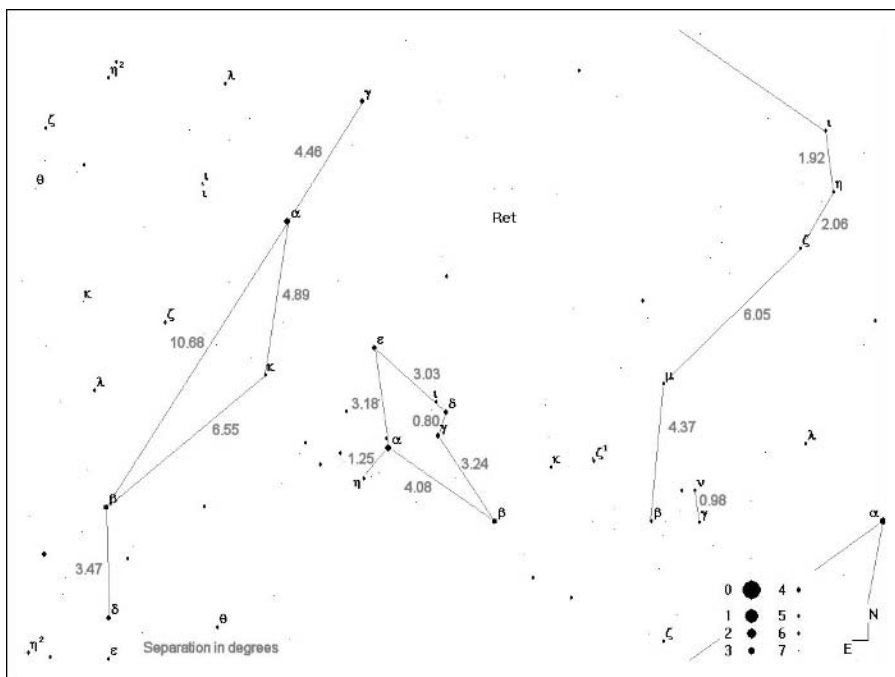 η²
λ
γ
ζ
ι
4.46
1.92
θ
ι
ι
η
α
Ret
2.06
ζ
4.89
κ
ζ
6.05
10.68
ε
3.03
κ
μ
λ
3.18
ι
δ
0.80
γ
6.55
4.37
α
λ
1.25
3.24
κ
ζ¹
η
4.08
ν
0.98
β
β
β
γ
α
3.47
0 4
δ
1 5
N
θ
2 6
η²
ε
Separation in degrees
ζ
3 7
E